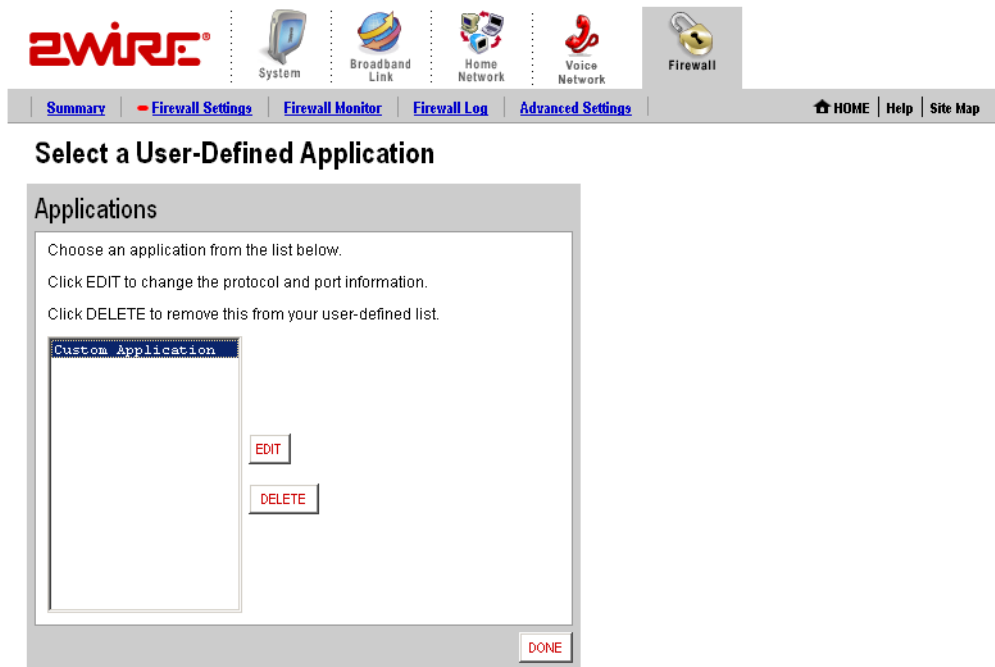 2WIRE®
System
Broadband
Link
Home
Network
Voice
Network
Firewall
Summary
Firewall Settings
Firewall Monitor
Firewall Log
Advanced Settings
HOME
Help
Site Map
Select a User-Defined Application
Applications
Choose an application from the list below.
Click EDIT to change the protocol and port information.
Click DELETE to remove this from your user-defined list.
Custom Application
EDIT
DELETE
DONE